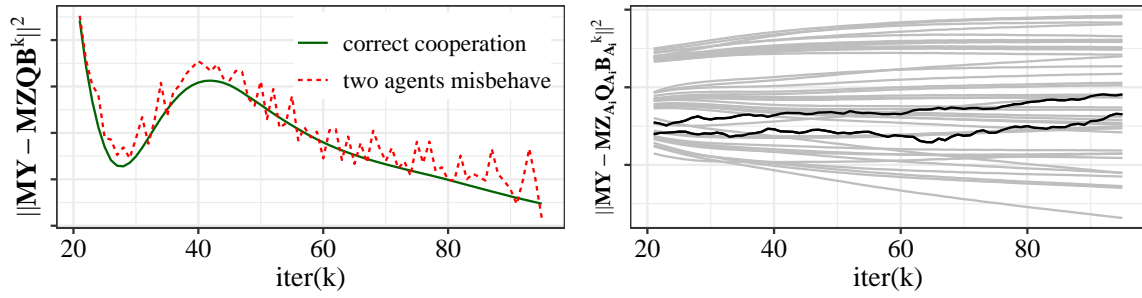 ||MY − MZQB^k||²
correct cooperation
two agents misbehave
20 40 60 80
iter(k)
||MY − MZ_{A_i}Q_{A_i}B_{A_i}^k||²
20 40 60 80
iter(k)